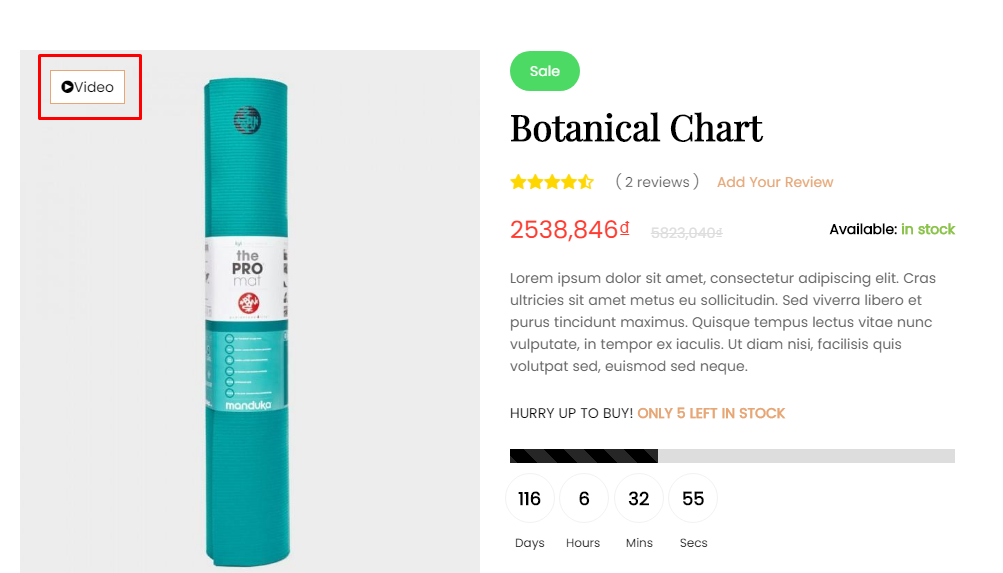 Video
the
PRO
mat
manduka
Sale
Botanical Chart
( 2 reviews ) Add Your Review
2538,846₫ 5823,040₫ Available: in stock
Lorem ipsum dolor sit amet, consectetur adipiscing elit. Cras
ultricies sit amet metus eu sollicitudin. Sed viverra libero et
purus tincidunt maximus. Quisque tempus lectus vitae nunc
vulputate, in tempor ex iaculis. Ut diam nisi, facilisis quis
volutpat sed, euismod sed neque.
HURRY UP TO BUY! ONLY 5 LEFT IN STOCK
116 6 32 55
Days Hours Mins Secs